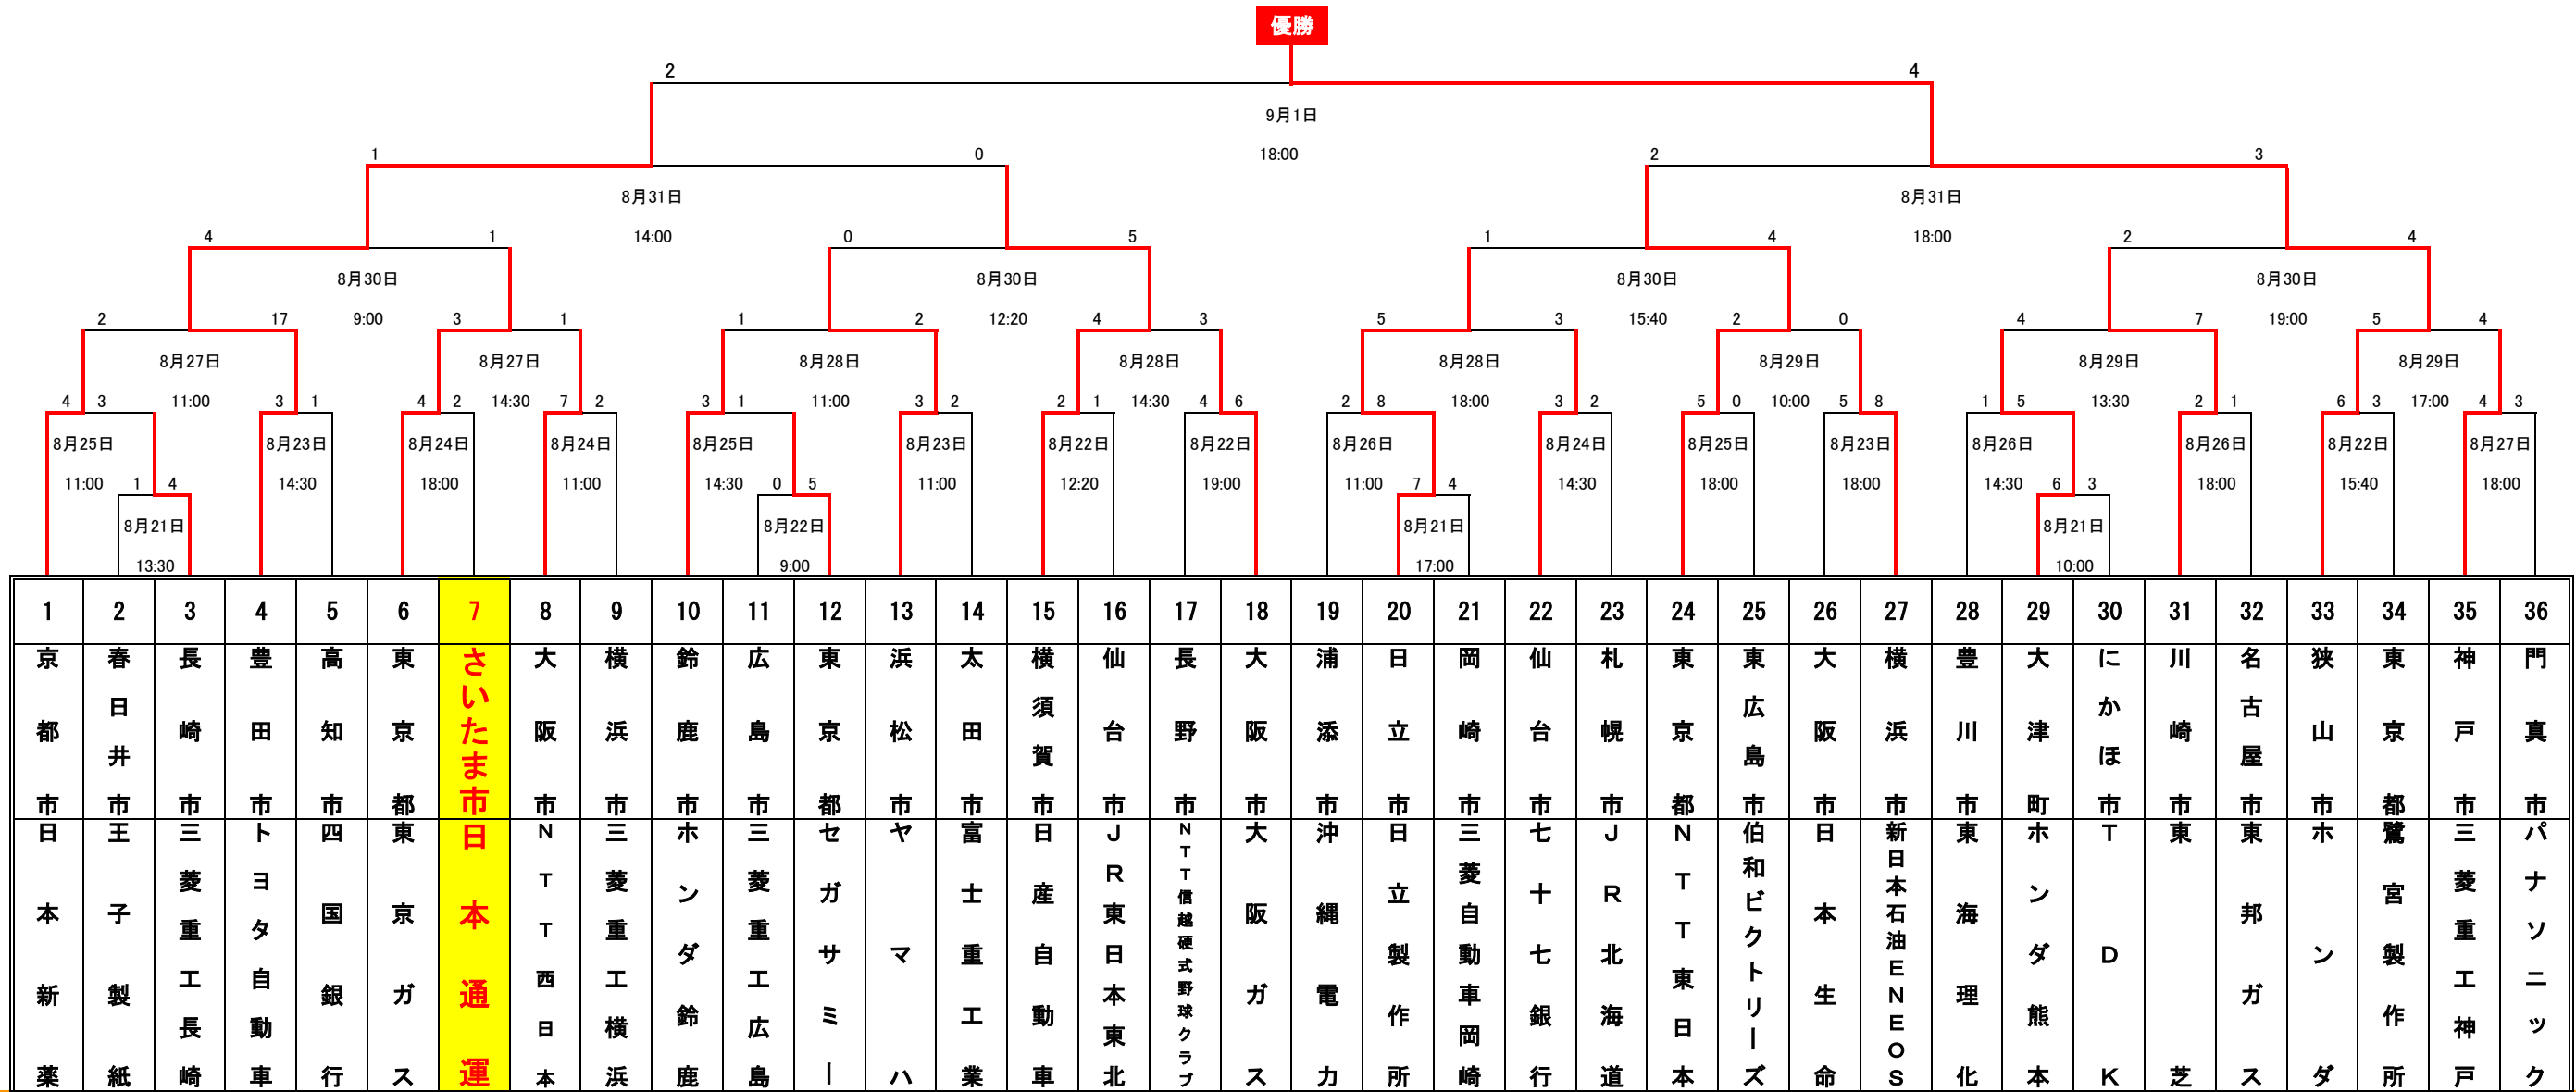 優勝
2 4
9月1日
18:00
1 0 2 3
8月31日 8月31日
14:00 18:00
4 1 0 5 1 4 2 4
8月30日 8月30日 8月30日 8月30日
9:00 12:20 15:40 19:00
2 17 3 1 1 2 4 3 5 3 2 0 4 7 5 4
8月27日 8月27日 8月28日 8月28日 8月28日 8月29日 8月29日 8月29日
11:00 14:30 11:00 14:30 18:00 10:00 13:30 17:00
4 3 3 1 4 2 7 2 3 1 3 2 2 1 4 6 2 8 3 2 5 0 5 8 1 5 2 1 6 3 4 3
8月25日 8月23日 8月24日 8月24日 8月25日 8月23日 8月22日 8月22日 8月26日 8月24日 8月25日 8月23日 8月26日 8月26日 8月22日 8月27日
11:00 14:30 18:00 11:00 14:30 11:00 12:20 19:00 11:00 14:30 18:00 18:00 14:30 18:00 15:40 18:00
1 4 0 5 7 4 6 3
8月21日 8月22日 8月21日 8月21日
13:30 9:00 17:00 10:00
1 2 3 4 5 6 7 8 9 10 11 12 13 14 15 16 17 18 19 20 21 22 23 24 25 26 27 28 29 30 31 32 33 34 35 36
京都市 春日井市 長崎市 豊田市 高知市 東京都 さいたま市 大阪市 横浜市 鈴鹿市 広島市 東京都 浜松市 太田市 横須賀市 仙台市 長野市 大阪市 浦添市 日立市 岡崎市 仙台市 札幌市 東京都 東広島市 大阪市 横浜市 豊川市 大津町 にかほ市 川崎市 名古屋市 狭山市 東京都 神戸市 門真市
日本新薬 王子製紙 三菱重工長崎 トヨタ自動車 四国銀行 東京ガス 日本通運 NTT西日本 三菱重工横浜 ホンダ鈴鹿 三菱重工広島 セガサミー ヤマハ 富士重工業 日産自動車 JR東日本東北 NTT信越硬式野球クラブ 大阪ガス 沖縄電力 日立製作所 三菱自動車岡崎 七十七銀行 JR北海道 NTT東日本 伯和ビクトリーズ 日本生命 新日本石油ENEOS 東海理化 ホンダ熊本 TDK 東芝 東邦ガス ホンダ 鷺宮製作所 三菱重工神戸 パナソニック